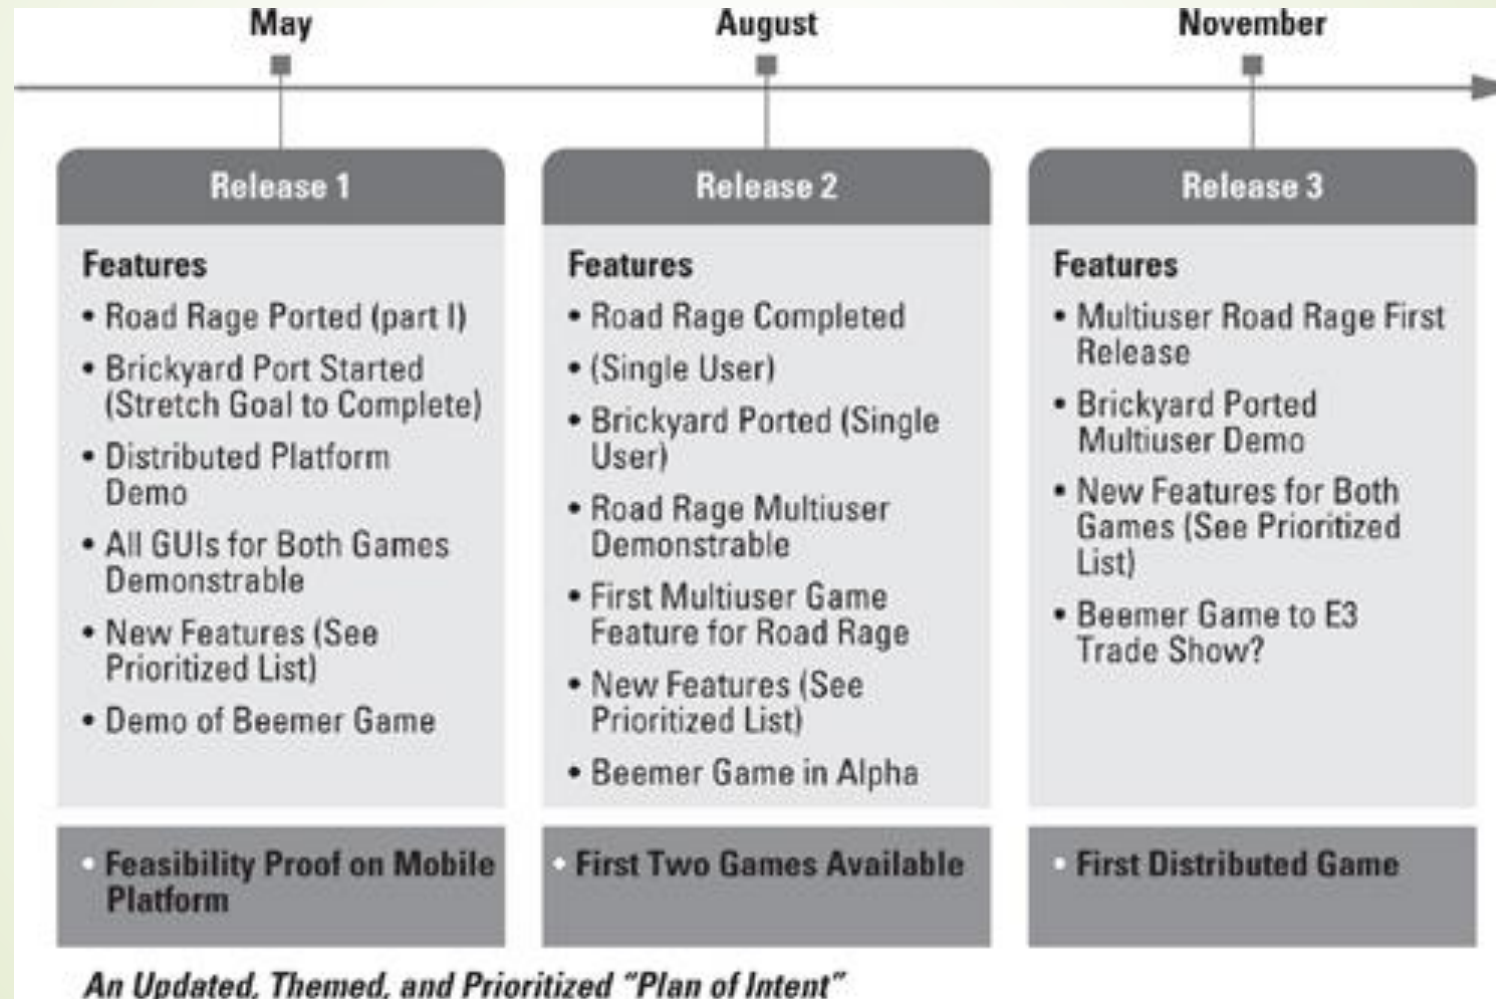 May
August
November
Release 1
Features
• Road Rage Ported (part I)
• Brickyard Port Started
(Stretch Goal to Complete)
• Distributed Platform
Demo
• All GUIs for Both Games
Demonstrable
• New Features (See
Prioritized List)
• Demo of Beemer Game
• Feasibility Proof on Mobile
Platform
Release 2
Features
• Road Rage Completed
• (Single User)
• Brickyard Ported (Single
User)
• Road Rage Multiuser
Demonstrable
• First Multiuser Game
Feature for Road Rage
• New Features (See
Prioritized List)
• Beemer Game in Alpha
• First Two Games Available
Release 3
Features
• Multiuser Road Rage First
Release
• Brickyard Ported
Multiuser Demo
• New Features for Both
Games (See Prioritized
List)
• Beemer Game to E3
Trade Show?
• First Distributed Game
An Updated, Themed, and Prioritized "Plan of Intent"